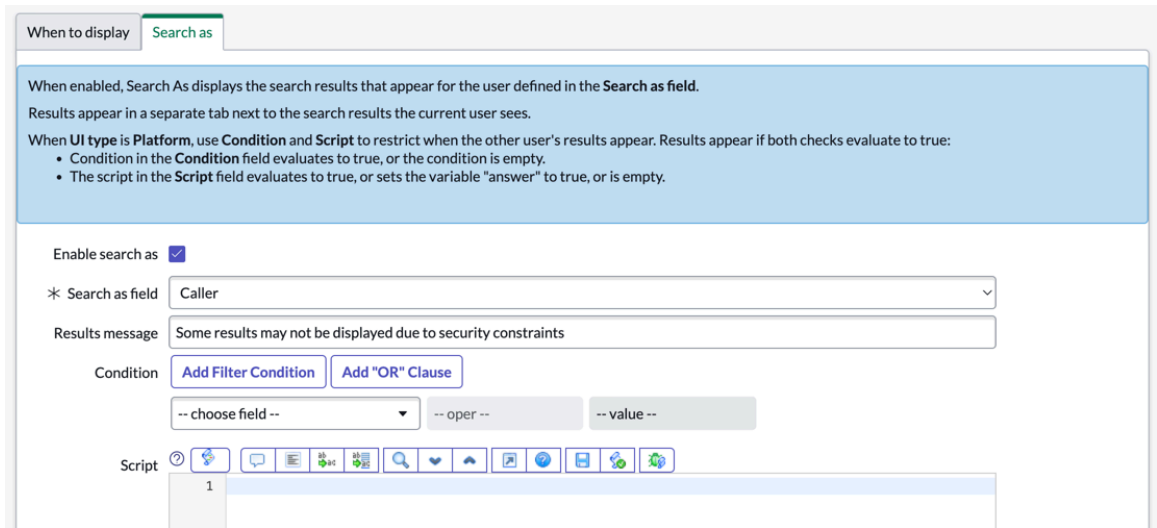 When to display
Search as
When enabled, Search As displays the search results that appear for the user defined in the Search as field.
Results appear in a separate tab next to the search results the current user sees.
When UI type is Platform, use Condition and Script to restrict when the other user's results appear. Results appear if both checks evaluate to true:
• Condition in the Condition field evaluates to true, or the condition is empty.
• The script in the Script field evaluates to true, or sets the variable "answer" to true, or is empty.
Enable search as
Search as field
Caller
Results message
Some results may not be displayed due to security constraints
Condition
Add Filter Condition
Add "OR" Clause
-- choose field --
-- oper --
-- value --
Script
1